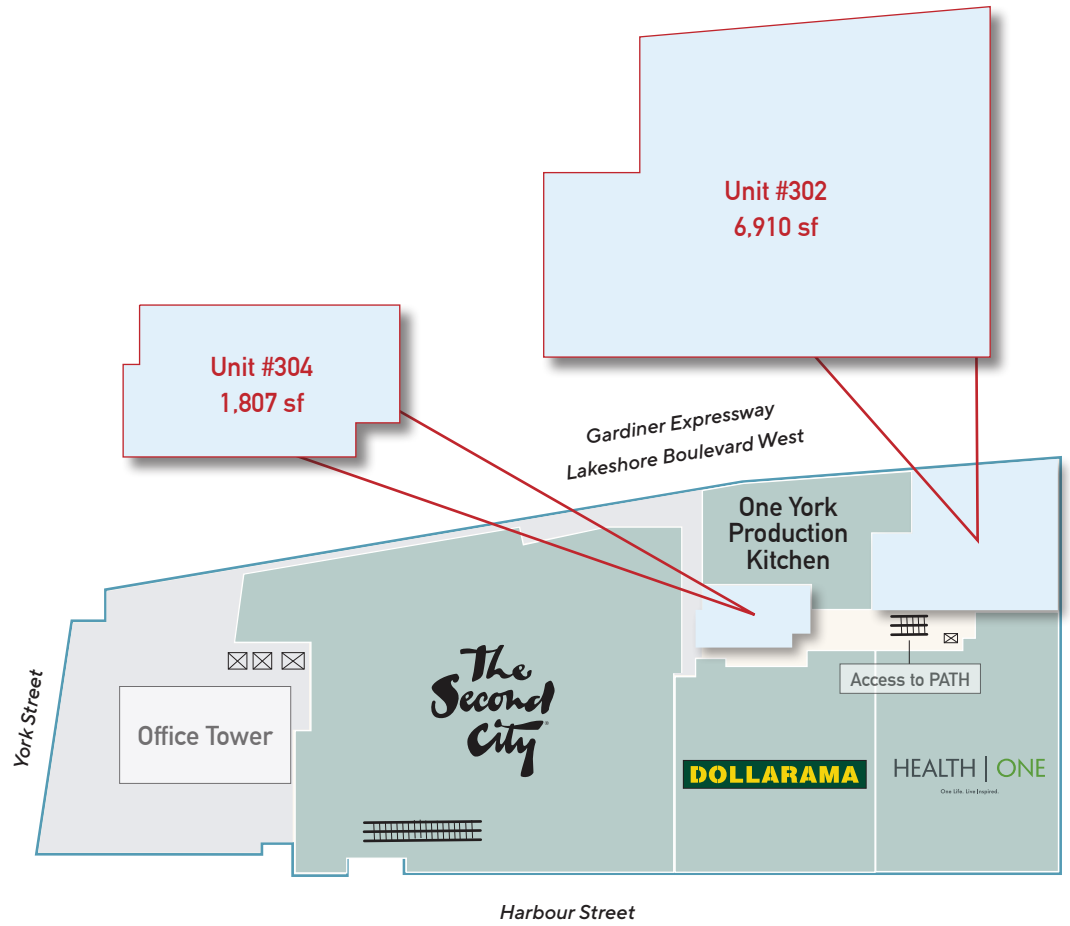 Unit #302
6,910 sf
Unit #304
1,807 sf
Gardiner Expressway
Lakeshore Boulevard West
One York
Production
Kitchen
Access to PATH
The
Second
City®
York Street
Office Tower
DOLLARAMA
HEALTH | ONE
One Life. Live Inspired.
Harbour Street